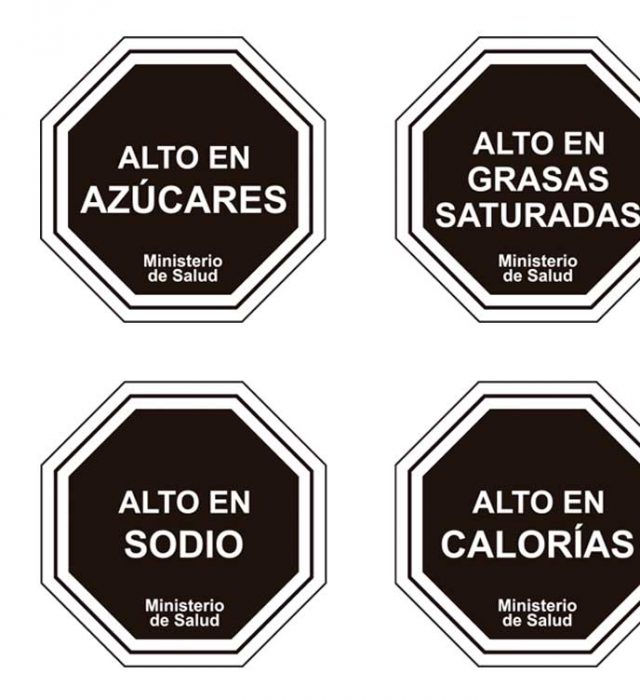 ALTO EN
AZÚCARES
Ministerio
de Salud
ALTO EN
GRASAS
SATURADAS
Ministerio
de Salud
ALTO EN
SODIO
Ministerio
de Salud
ALTO EN
CALORÍAS
Ministerio
de Salud